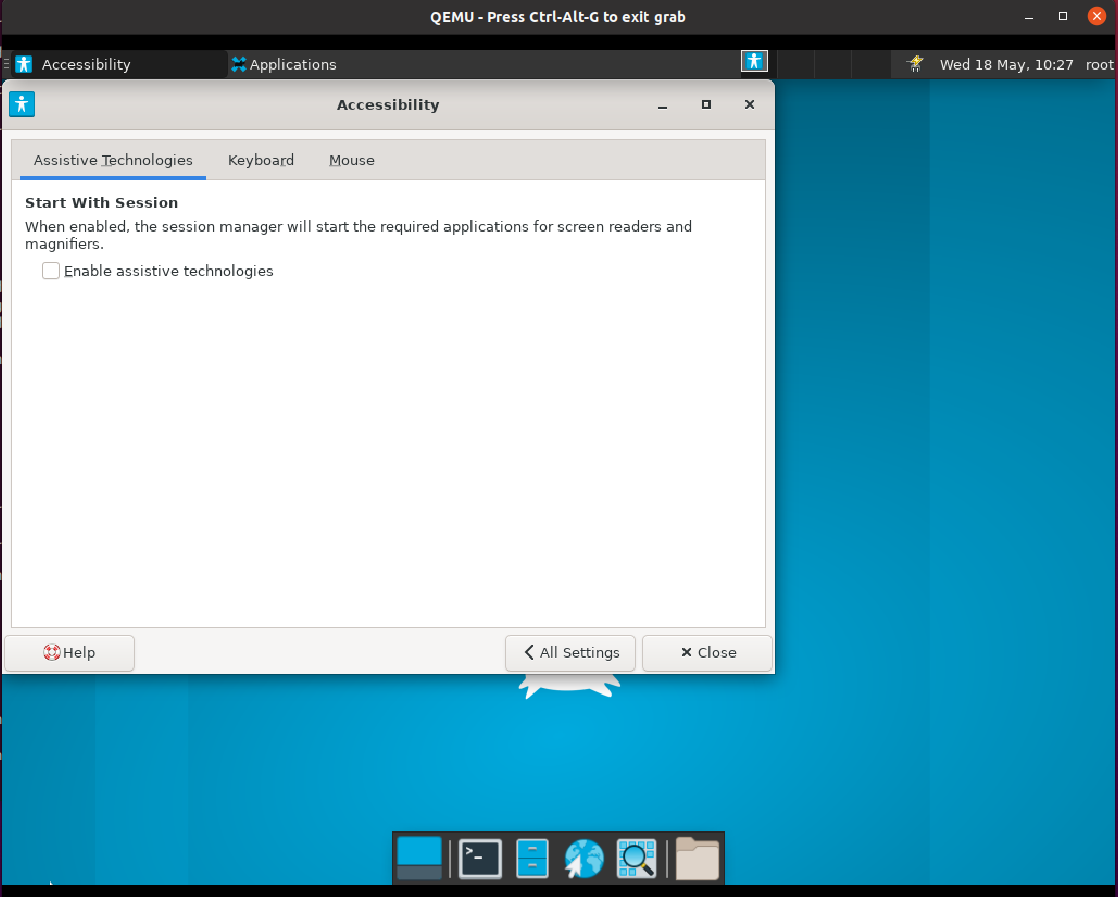 QEMU - Press Ctrl-Alt-G to exit grab
Accessibility
Applications
Wed 18 May, 10:27
root
Accessibility
Assistive Technologies
Keyboard
Mouse
Start With Session
When enabled, the session manager will start the required applications for screen readers and
magnifiers.
Enable assistive technologies
Help
All Settings
Close